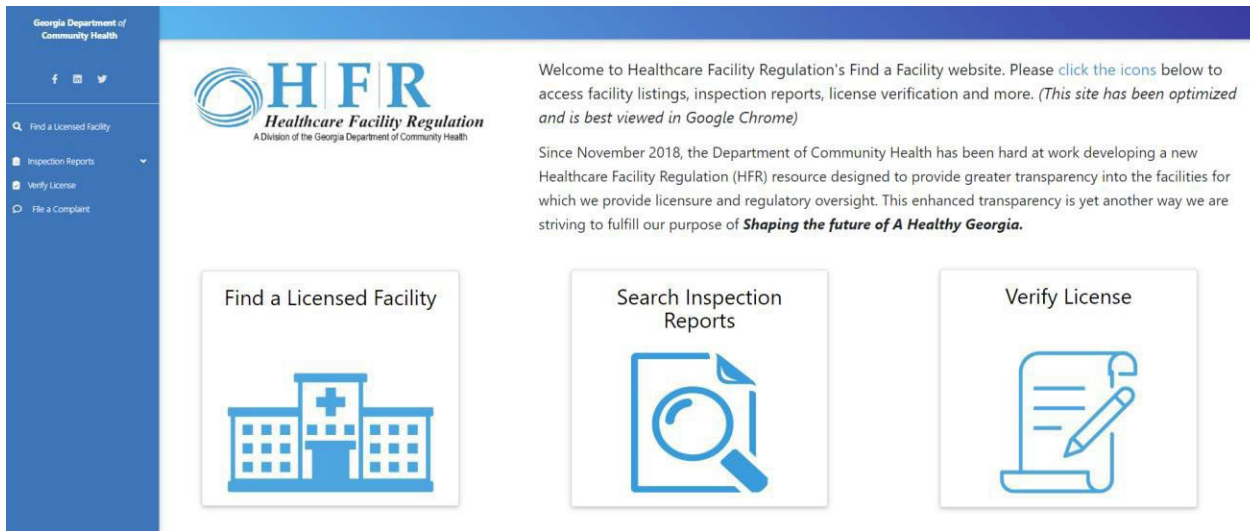 Georgia Department of
Community Health
Find a Licensed Facility
Inspection Reports
Verify License
File a Complaint
H|F|R
Healthcare Facility Regulation
A Division of the Georgia Department of Community Health
Welcome to Healthcare Facility Regulation's Find a Facility website. Please click the icons below to
access facility listings, inspection reports, license verification and more. (This site has been optimized
and is best viewed in Google Chrome)
Since November 2018, the Department of Community Health has been hard at work developing a new
Healthcare Facility Regulation (HFR) resource designed to provide greater transparency into the facilities for
which we provide licensure and regulatory oversight. This enhanced transparency is yet another way we are
striving to fulfill our purpose of Shaping the future of A Healthy Georgia.
Find a Licensed Facility
Search Inspection
Reports
Verify License